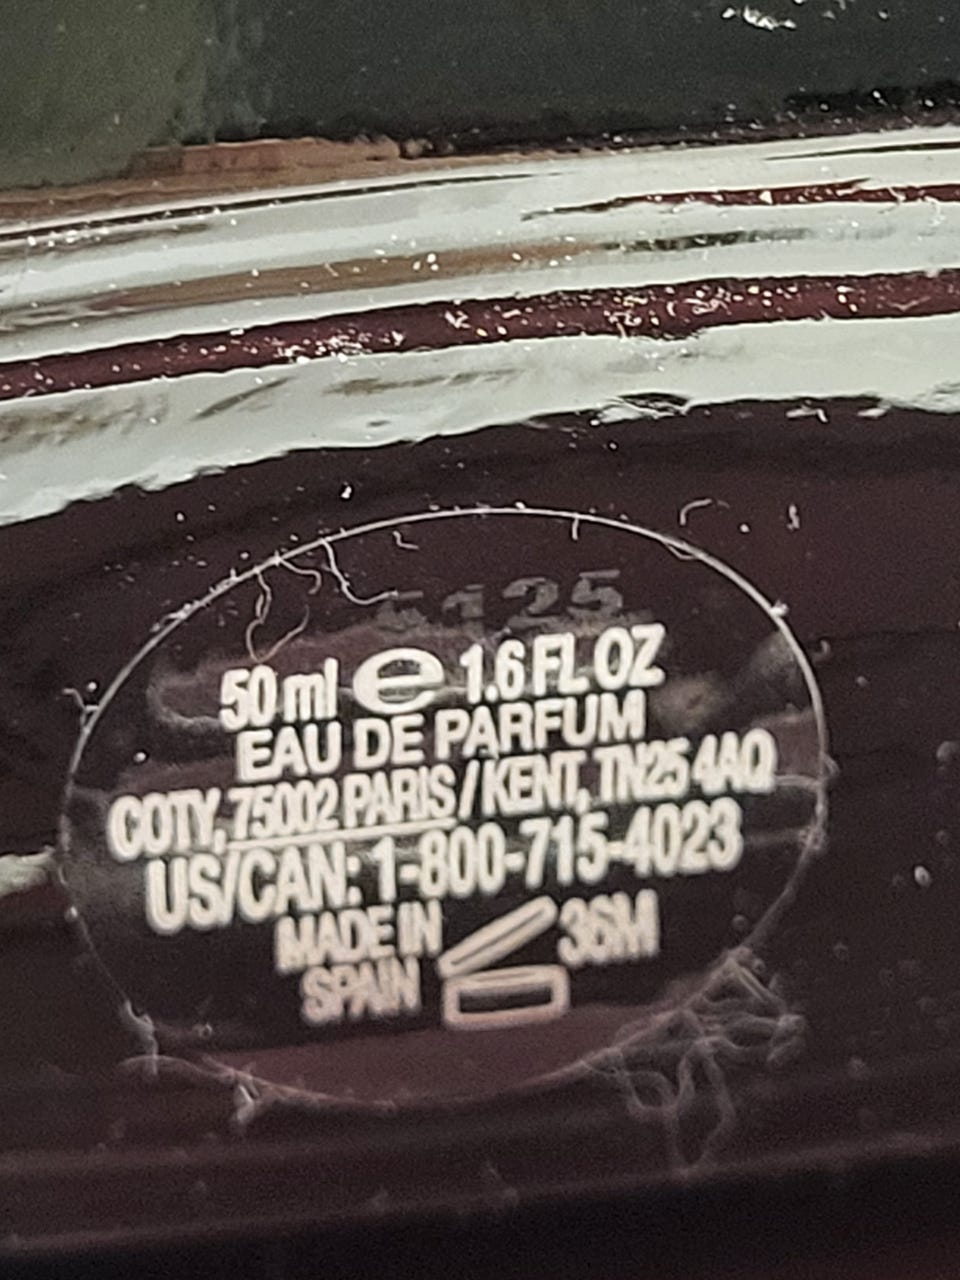 50 ml e 1.6 FL OZ
EAU DE PARFUM
COTY, 75002 PARIS / KENT, TN25 4AQ
US/CAN: 1-800-715-4023
MADE IN 36M
SPAIN